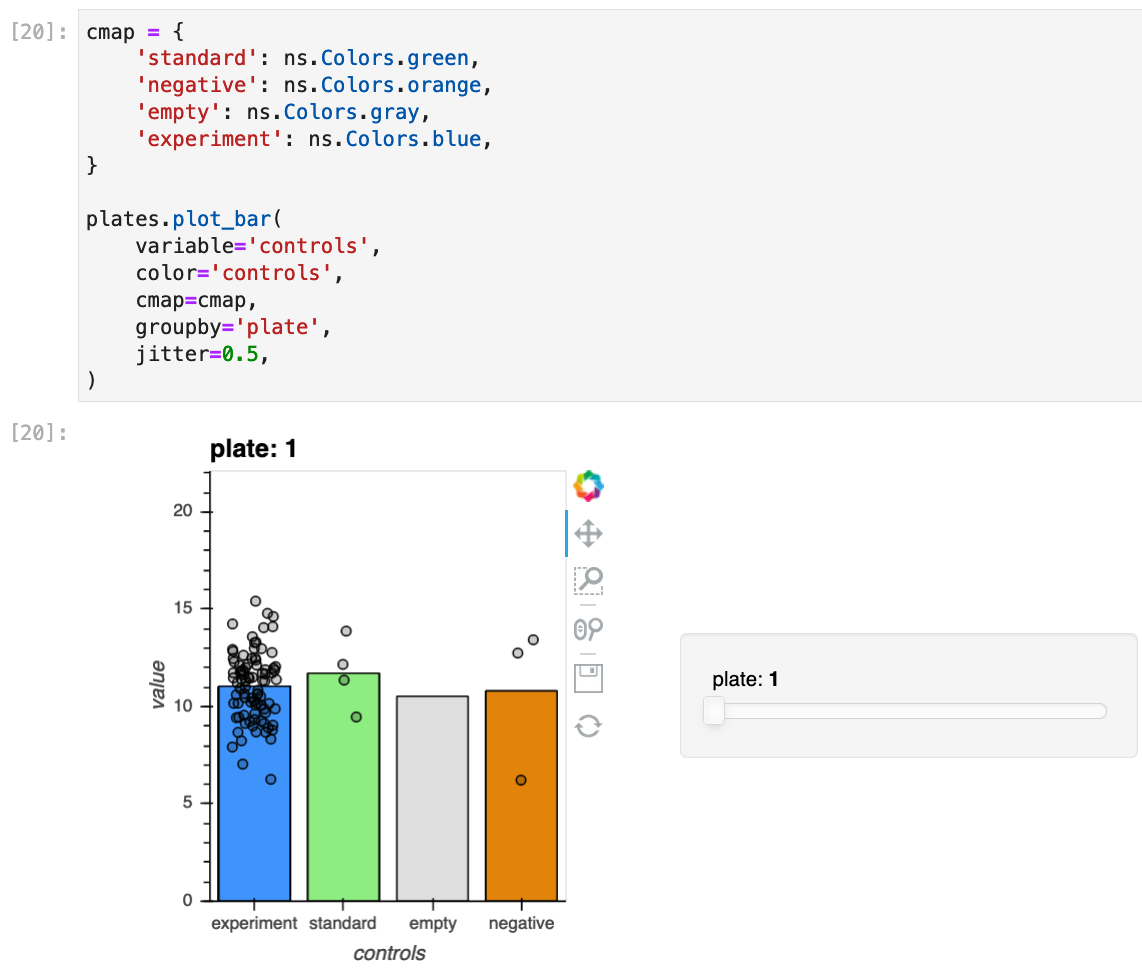 [20]:
cmap = {
    'standard': ns.Colors.green,
    'negative': ns.Colors.orange,
    'empty': ns.Colors.gray,
    'experiment': ns.Colors.blue,
}
plates.plot_bar(
    variable='controls',
    color='controls',
    cmap=cmap,
    groupby='plate',
    jitter=0.5,
)
[20]:
plate: 1
20
15
10
5
0
value
experiment standard empty negative
controls
plate: 1